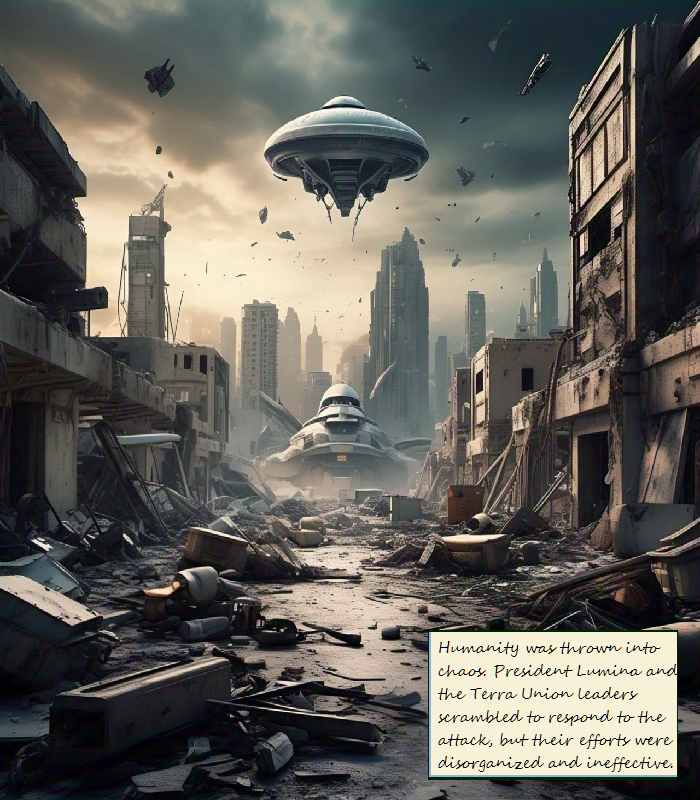 Humanity was thrown into
chaos. President Lumina and
the Terra Union leaders
scrambled to respond to the
attack, but their efforts were
disorganized and ineffective.